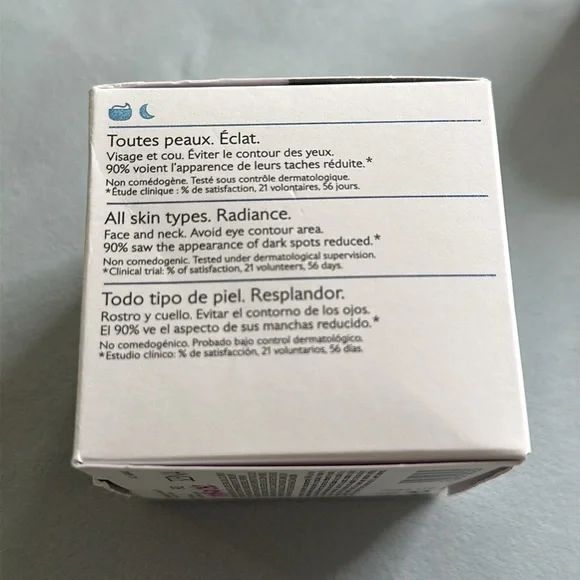 Toutes peaux. Éclat.
Visage et cou. Éviter le contour des yeux.
90% voient l'apparence de leurs taches réduite.*
Non comédogène. Testé sous contrôle dermatologique.
*Étude clinique : % de satisfaction, 21 volontaires, 56 jours.
All skin types. Radiance.
Face and neck. Avoid eye contour area.
90% saw the appearance of dark spots reduced.*
Non comedogenic. Tested under dermatological supervision.
*Clinical trial: % of satisfaction, 21 volunteers, 56 days.
Todo tipo de piel. Resplandor.
Rostro y cuello. Evitar el contorno de los ojos.
El 90% ve el aspecto de sus manchas reducido.*
No comedogénico. Probado bajo control dermatológico.
*Estudio clínico: % de satisfacción, 21 voluntarios, 56 días.